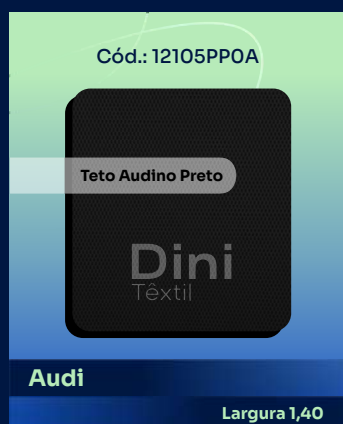 Cód.: 12105PP0A
Teto Audino Preto
Dini
Têxtil
Audi
Largura 1,40